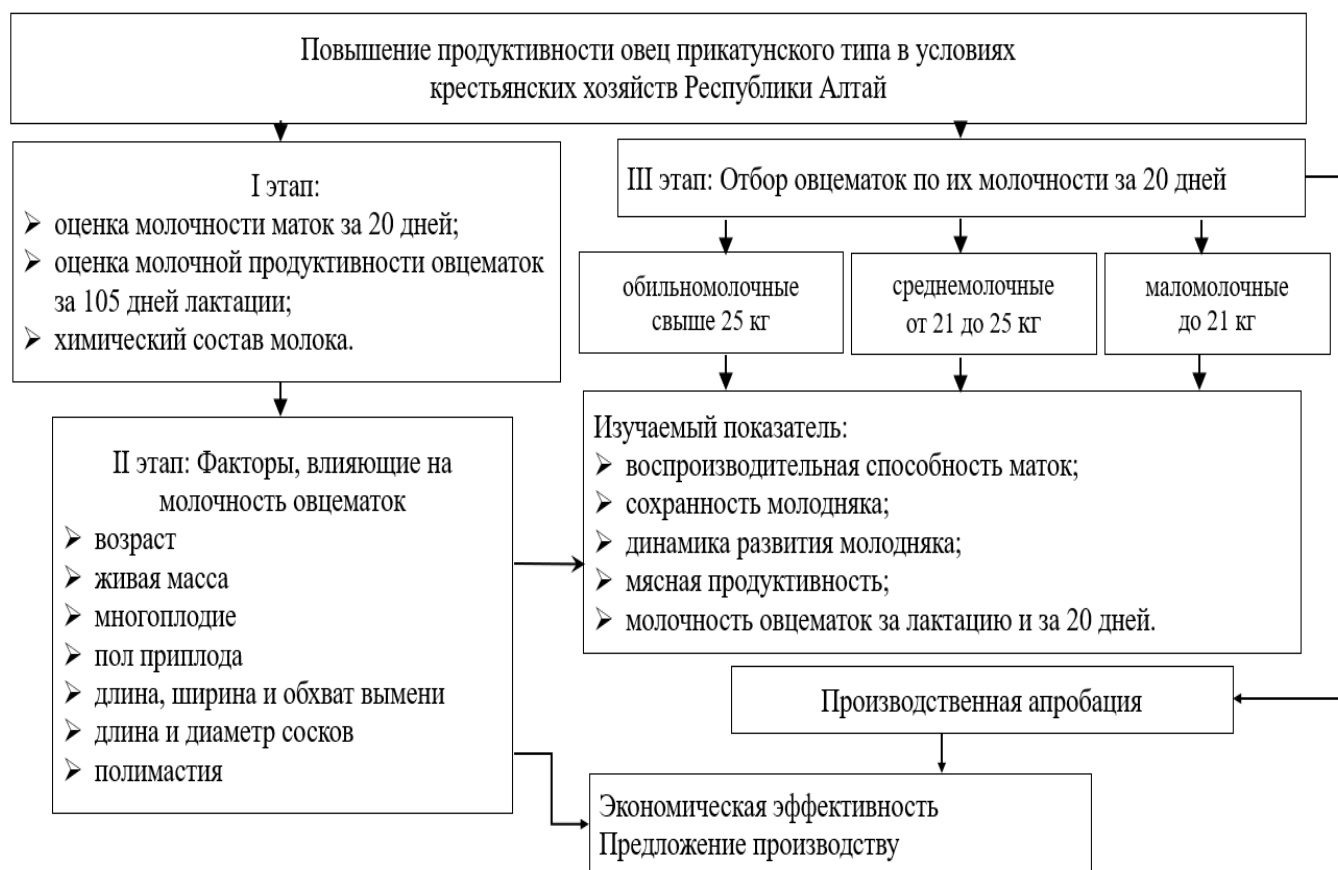 Повышение продуктивности овец прикатунского типа в условиях
крестьянских хозяйств Республики Алтай
I этап:
➢ оценка молочности маток за 20 дней;
➢ оценка молочной продуктивности овцематок
за 105 дней лактации;
➢ химический состав молока.
II этап: Факторы, влияющие на
молочность овцематок
➢ возраст
➢ живая масса
➢ многоплодие
➢ пол приплода
➢ длина, ширина и обхват вымени
➢ длина и диаметр сосков
➢ полимастия
III этап: Отбор овцематок по их молочности за 20 дней
обильномолочные
свыше 25 кг
среднемолочные
от 21 до 25 кг
маломолочные
до 21 кг
Изучаемый показатель:
➢ воспроизводительная способность маток;
➢ сохранность молодняка;
➢ динамика развития молодняка;
➢ мясная продуктивность;
➢ молочность овцематок за лактацию и за 20 дней.
Производственная апробация
Экономическая эффективность
Предложение производству